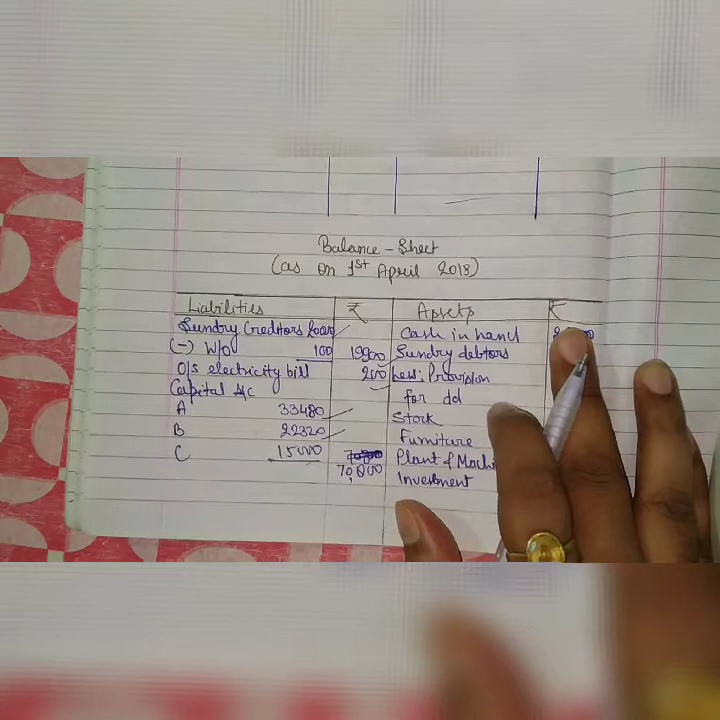 Balance - Sheet
(as on 1st April 2018)
Liabilities ₹ Assets ₹
Sundry Creditors Cash in hand
(-) W/O 100 19900 Sundry debtors
O/S electricity bill 200 Less: Provision
Capital A/c for dd
A 33480 Stock
B 22320 Furniture
C 15000 70,800 Plant & Machi
Investment